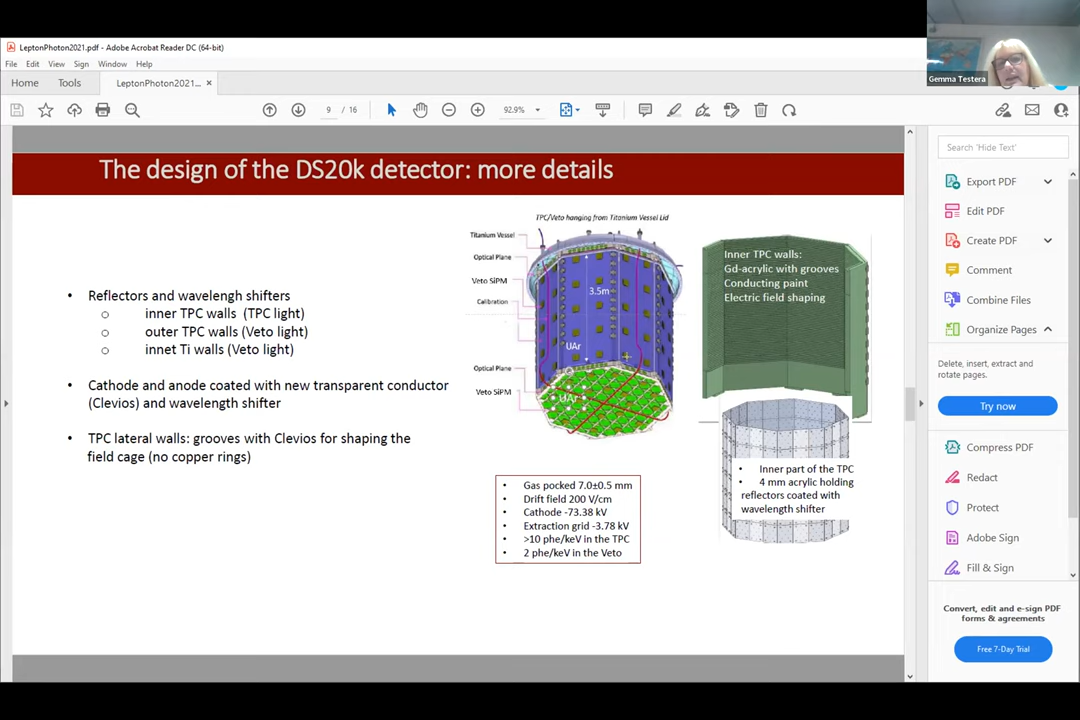 LeptonPhoton2021.pdf - Adobe Acrobat Reader DC (64-bit)
File Edit View Sign Window Help
Home Tools LeptonPhoton2021... ×
9 / 16 92.9%
Gemma Testera
The design of the DS20k detector: more details
• Reflectors and wavelengh shifters
o inner TPC walls (TPC light)
o outer TPC walls (Veto light)
o innet Ti walls (Veto light)
• Cathode and anode coated with new transparent conductor
(Clevios) and wavelength shifter
• TPC lateral walls: grooves with Clevios for shaping the
field cage (no copper rings)
TPC/Veto hanging from Titanium Vessel Lid
Titanium Vessel
Optical Plane
Veto SiPM
Calibration
Optical Plane
Veto SiPM
3.5m
UAr
UAr
Inner TPC walls:
Gd-acrylic with grooves
Conducting paint
Electric field shaping
• Inner part of the TPC
• 4 mm acrylic holding
reflectors coated with
wavelength shifter
• Gas pocked 7.0±0.5 mm
• Drift field 200 V/cm
• Cathode -73.38 kV
• Extraction grid -3.78 kV
• >10 phe/keV in the TPC
• 2 phe/keV in the Veto
Search 'Hide Text'
Export PDF
Edit PDF
Create PDF
Comment
Combine Files
Organize Pages
Delete, insert, extract and
rotate pages.
Try now
Compress PDF
Redact
Protect
Adobe Sign
Fill & Sign
Convert, edit and e-sign PDF
forms & agreements
Free 7-Day Trial